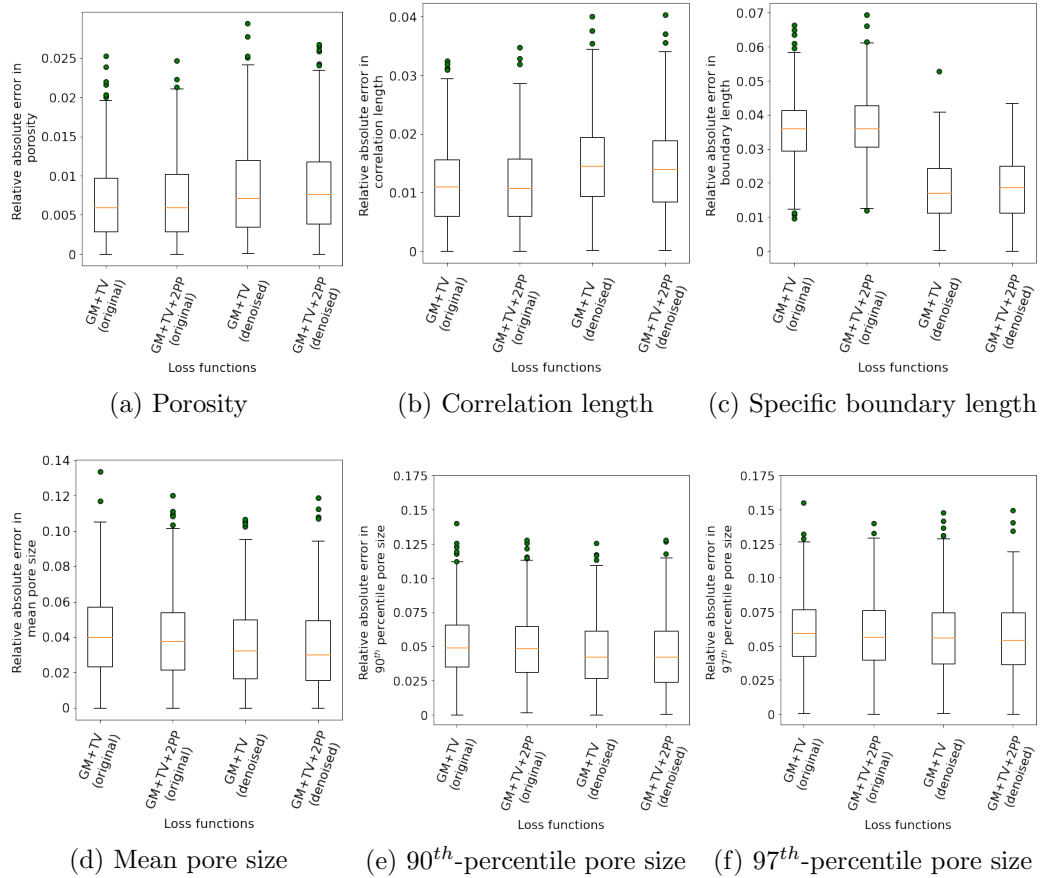 Relative absolute error in
porosity
0.025
0.02
0.015
0.01
0.005
0
GM+TV
(original)
GM+TV+2PP
(original)
GM+TV
(denoised)
GM+TV+2PP
(denoised)
Loss functions
(a) Porosity
Relative absolute error in
correlation length
0.04
0.03
0.02
0.01
0
GM+TV
(original)
GM+TV+2PP
(original)
GM+TV
(denoised)
GM+TV+2PP
(denoised)
Loss functions
(b) Correlation length
Relative absolute error in
boundary length
0.07
0.06
0.05
0.04
0.03
0.02
0.01
0
GM+TV
(original)
GM+TV+2PP
(original)
GM+TV
(denoised)
GM+TV+2PP
(denoised)
Loss functions
(c) Specific boundary length
Relative absolute error in
mean pore size
0.14
0.12
0.10
0.08
0.06
0.04
0.02
0
GM+TV
(original)
GM+TV+2PP
(original)
GM+TV
(denoised)
GM+TV+2PP
(denoised)
Loss functions
(d) Mean pore size
Relative absolute error in
90th percentile pore size
0.175
0.15
0.125
0.10
0.075
0.05
0.025
0
GM+TV
(original)
GM+TV+2PP
(original)
GM+TV
(denoised)
GM+TV+2PP
(denoised)
Loss functions
(e) 90th-percentile pore size
Relative absolute error in
97th percentile pore size
0.175
0.15
0.125
0.10
0.075
0.05
0.025
0
GM+TV
(original)
GM+TV+2PP
(original)
GM+TV
(denoised)
GM+TV+2PP
(denoised)
Loss functions
(f) 97th-percentile pore size